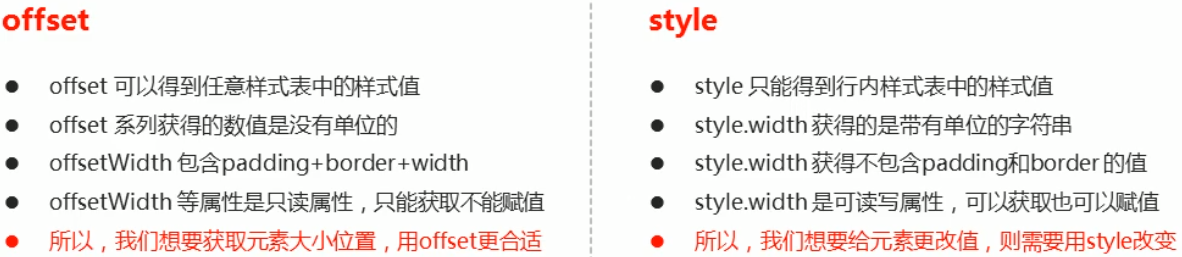 offset
● offset 可以得到任意样式表中的样式值
● offset 系列获得的数值是没有单位的
● offsetWidth 包含padding+border+width
● offsetWidth 等属性是只读属性，只能获取不能赋值
● 所以，我们想要获取元素大小位置，用offset更合适
style
● style 只能得到行内样式表中的样式值
● style.width 获得的是带有单位的字符串
● style.width 获得不包含padding和border 的值
● style.width 是可读写属性，可以获取也可以赋值
● 所以，我们想要给元素更改值，则需要用style改变